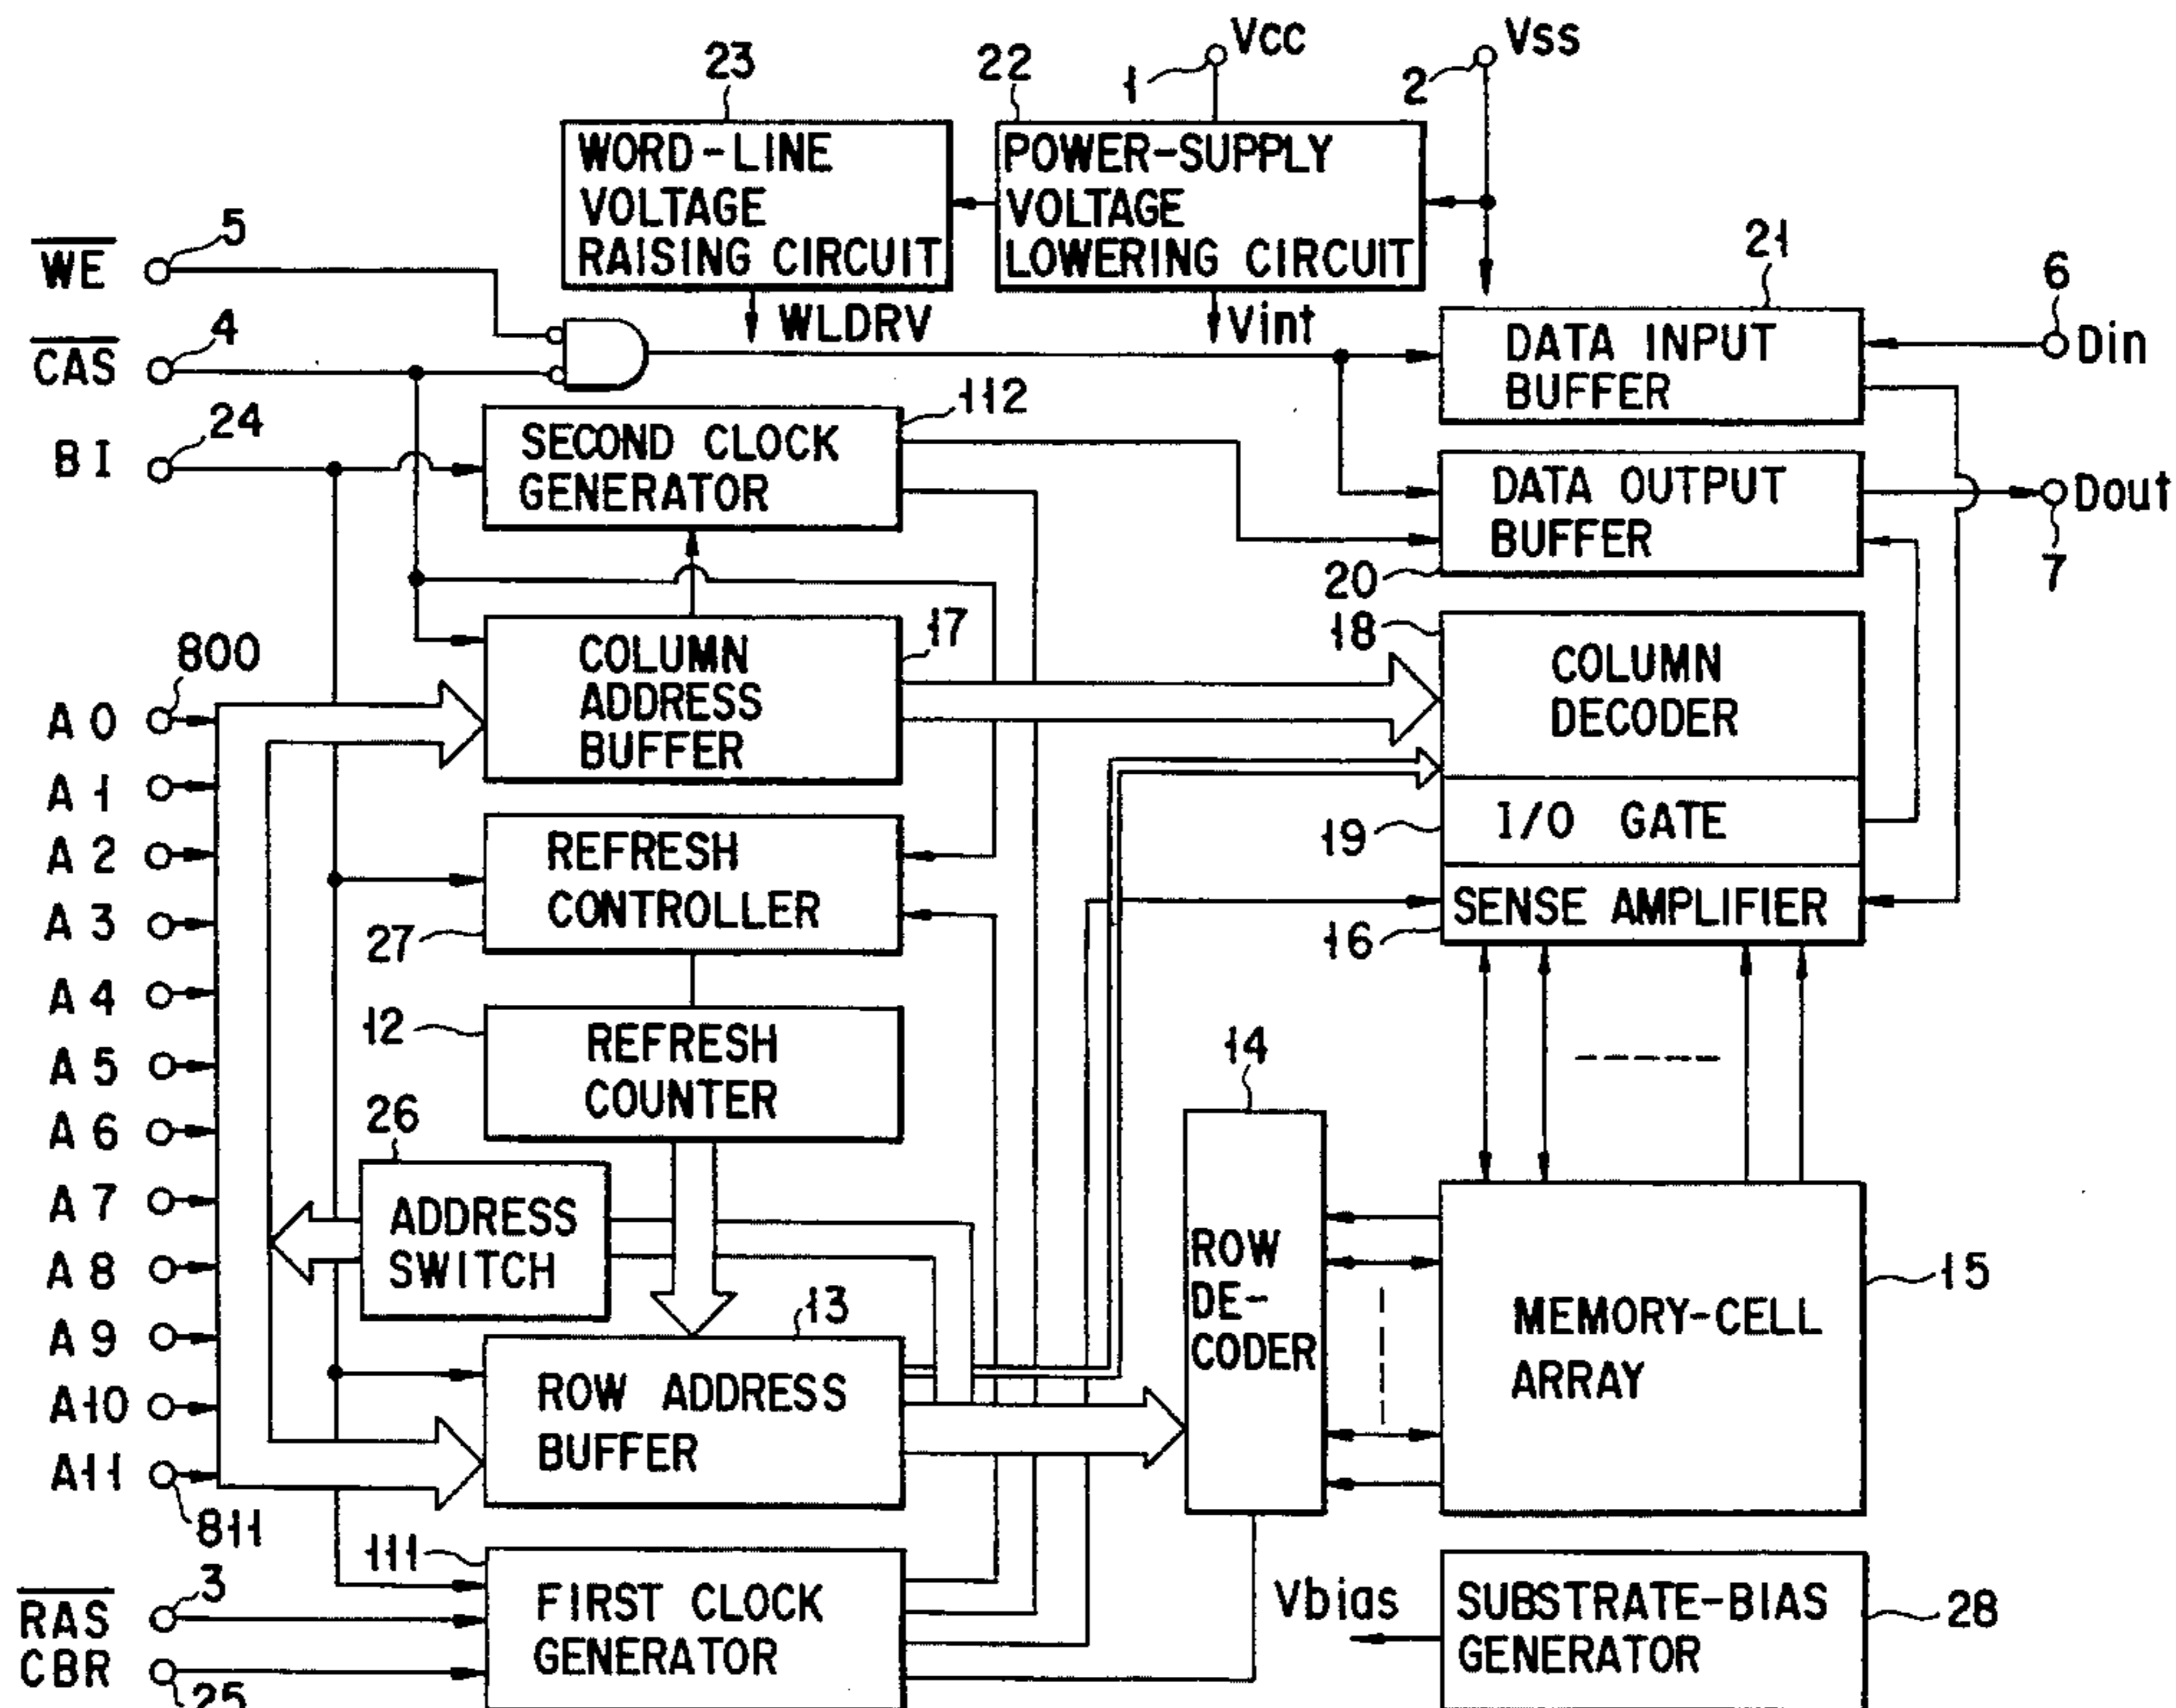 23
22
1
Vcc
2
Vss
WORD-LINE
VOLTAGE
RAISING CIRCUIT
POWER-SUPPLY
VOLTAGE
LOWERING CIRCUIT
WE
5
21
6
CAS
4
WLDRV
Vint
DATA INPUT
BUFFER
Din
BI
24
SECOND CLOCK
GENERATOR
112
DATA OUTPUT
BUFFER
Dout
20
7
800
COLUMN
ADDRESS
BUFFER
17
18
COLUMN
DECODER
A0
A1
A2
A3
A4
A5
A6
A7
A8
A9
A10
A11
811
REFRESH
CONTROLLER
27
19
I/O GATE
SENSE AMPLIFIER
16
12
REFRESH
COUNTER
14
26
ADDRESS
SWITCH
ROW
DE-
CODER
15
MEMORY-CELL
ARRAY
13
ROW ADDRESS
BUFFER
111
RAS
3
CBR
25
FIRST CLOCK
GENERATOR
Vbias
SUBSTRATE-BIAS
GENERATOR
28